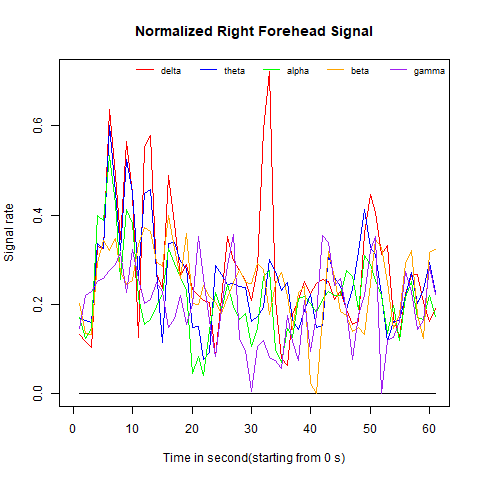 Normalized Right Forehead Signal
delta theta alpha beta gamma
Signal rate
0.6
0.4
0.2
0.0
0 10 20 30 40 50 60
Time in second(starting from 0 s)